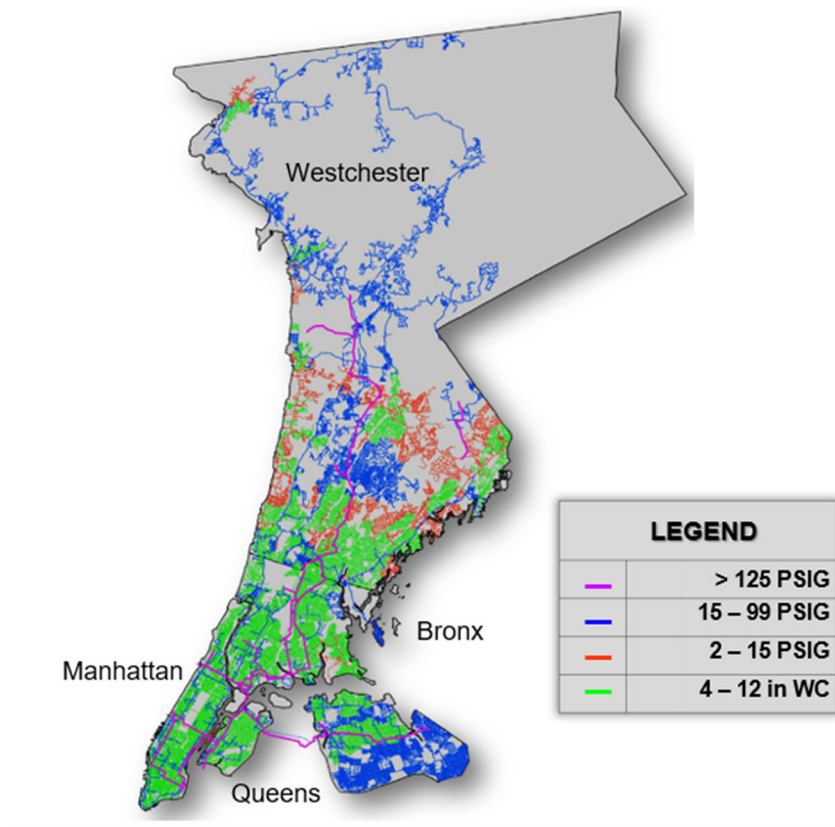 Westchester
LEGEND
> 125 PSIG
15 – 99 PSIG
2 – 15 PSIG
4 – 12 in WC
Bronx
Manhattan
Queens